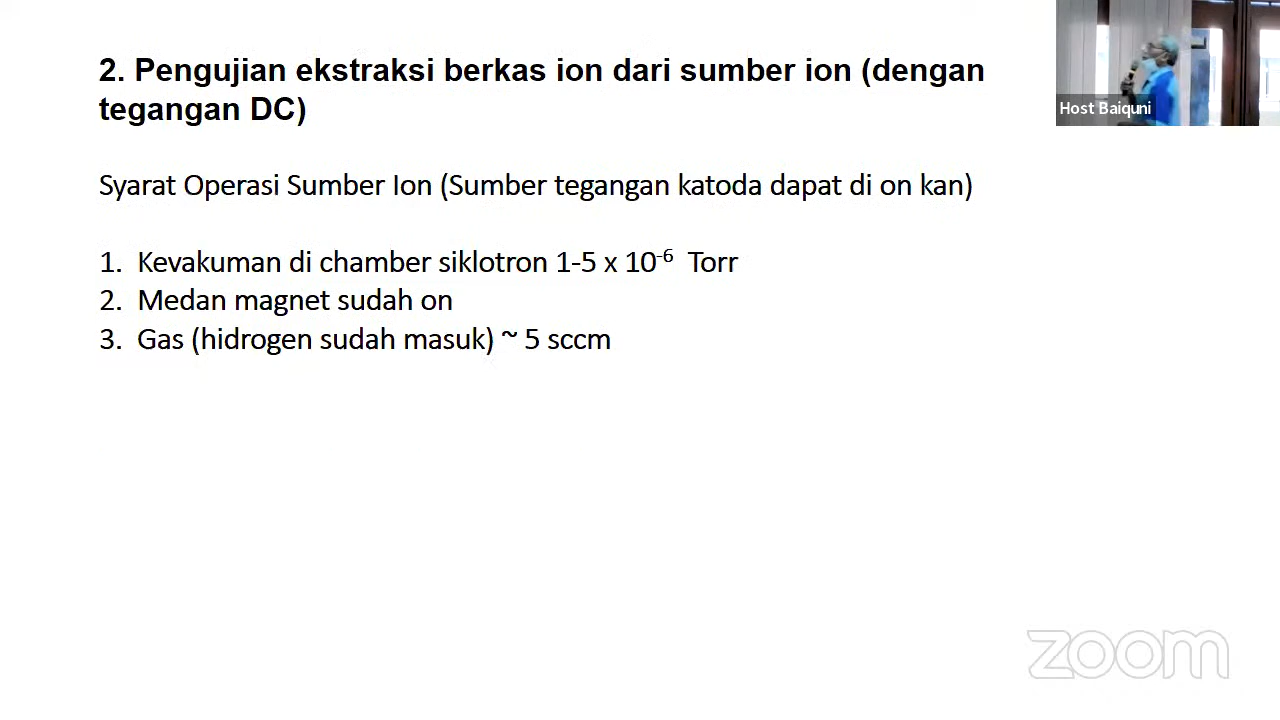 2. Pengujian ekstraksi berkas ion dari sumber ion (dengan
tegangan DC)
Host Baiquni
Syarat Operasi Sumber Ion (Sumber tegangan katoda dapat di on kan)
1. Kevakuman di chamber siklotron 1-5 x 10⁻⁶ Torr
2. Medan magnet sudah on
3. Gas (hidrogen sudah masuk) ~ 5 sccm
zoom